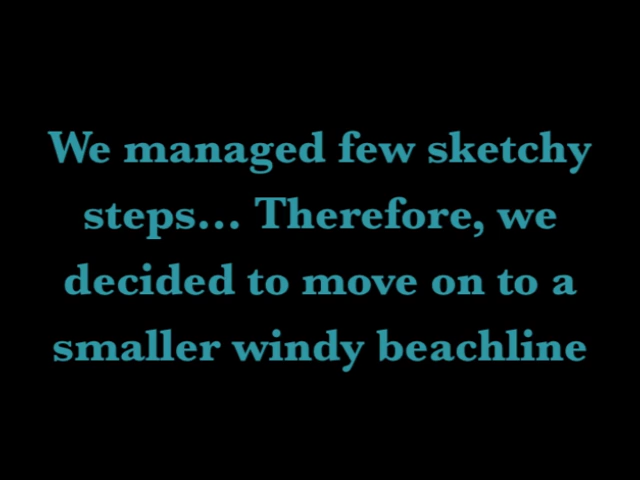 We managed few sketchy
steps... Therefore, we
decided to move on to a
smaller windy beachline